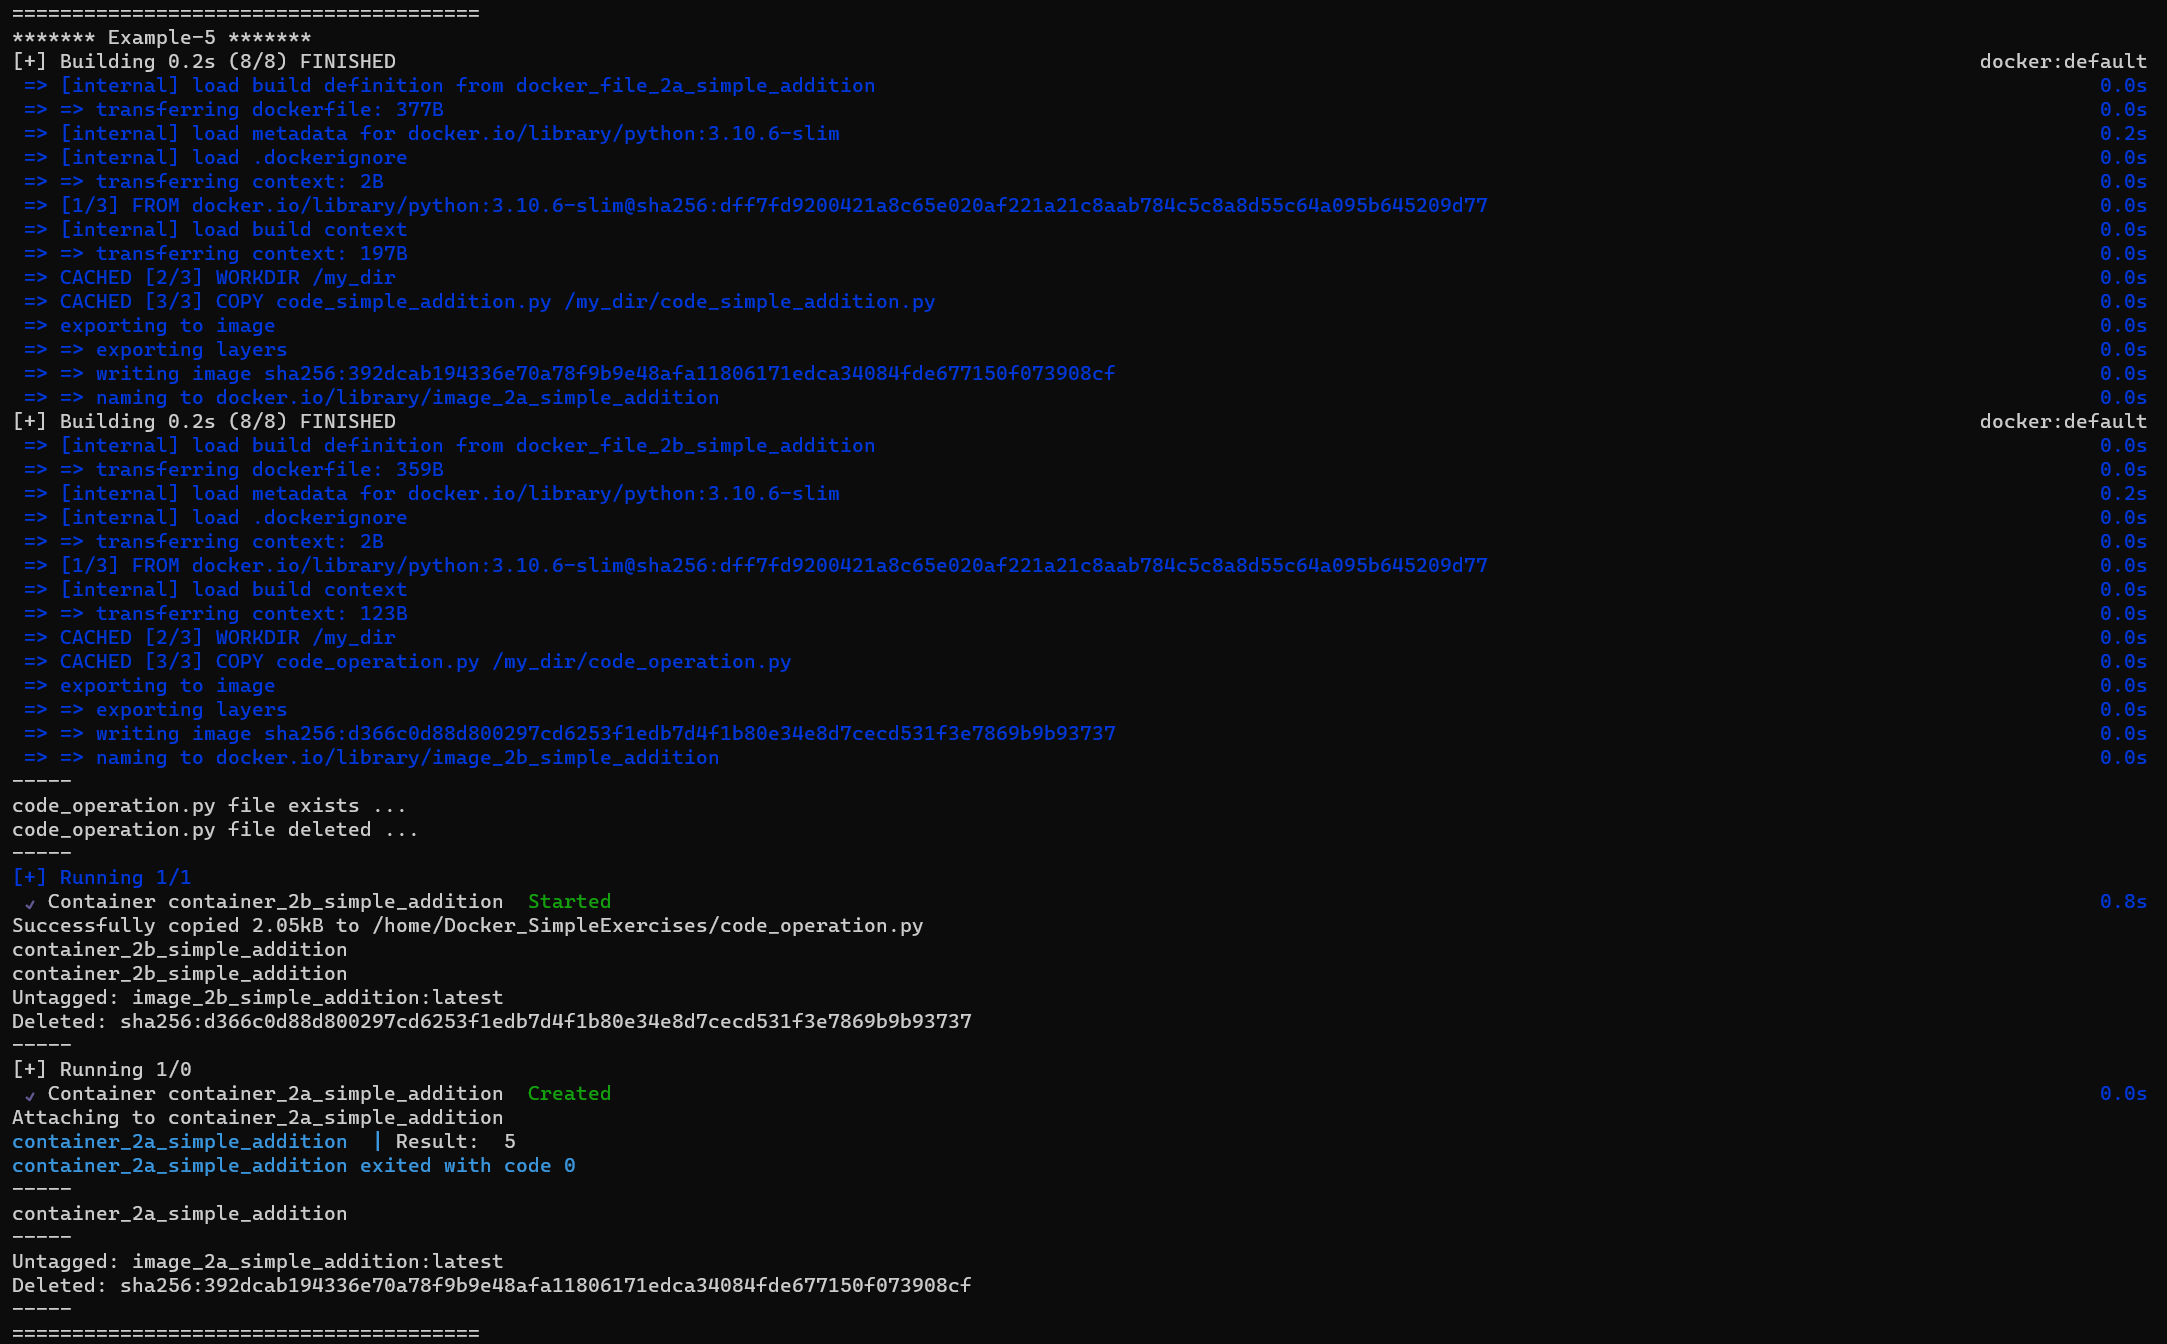 =======================================
******* Example-5 *******
[+] Building 0.2s (8/8) FINISHED docker:default
=> [internal] load build definition from docker_file_2a_simple_addition 0.0s
=> => transferring dockerfile: 377B 0.0s
=> [internal] load metadata for docker.io/library/python:3.10.6-slim 0.2s
=> [internal] load .dockerignore 0.0s
=> => transferring context: 2B 0.0s
=> [1/3] FROM docker.io/library/python:3.10.6-slim@sha256:dff7fd9200421a8c65e020af221a21c8aab784c5c8a8d55c64a095b645209d77 0.0s
=> [internal] load build context 0.0s
=> => transferring context: 197B 0.0s
=> CACHED [2/3] WORKDIR /my_dir 0.0s
=> CACHED [3/3] COPY code_simple_addition.py /my_dir/code_simple_addition.py 0.0s
=> exporting to image 0.0s
=> => exporting layers 0.0s
=> => writing image sha256:392dcab194336e70a78f9b9e48afa11806171edca34084fde677150f073908cf 0.0s
=> => naming to docker.io/library/image_2a_simple_addition 0.0s
[+] Building 0.2s (8/8) FINISHED docker:default
=> [internal] load build definition from docker_file_2b_simple_addition 0.0s
=> => transferring dockerfile: 359B 0.0s
=> [internal] load metadata for docker.io/library/python:3.10.6-slim 0.2s
=> [internal] load .dockerignore 0.0s
=> => transferring context: 2B 0.0s
=> [1/3] FROM docker.io/library/python:3.10.6-slim@sha256:dff7fd9200421a8c65e020af221a21c8aab784c5c8a8d55c64a095b645209d77 0.0s
=> [internal] load build context 0.0s
=> => transferring context: 123B 0.0s
=> CACHED [2/3] WORKDIR /my_dir 0.0s
=> CACHED [3/3] COPY code_operation.py /my_dir/code_operation.py 0.0s
=> exporting to image 0.0s
=> => exporting layers 0.0s
=> => writing image sha256:d366c0d88d800297cd6253f1edb7d4f1b80e34e8d7cecd531f3e7869b9b93737 0.0s
=> => naming to docker.io/library/image_2b_simple_addition 0.0s
-----
code_operation.py file exists ...
code_operation.py file deleted ...
-----
[+] Running 1/1
✓ Container container_2b_simple_addition Started 0.8s
Successfully copied 2.05kB to /home/Docker_SimpleExercises/code_operation.py
container_2b_simple_addition
container_2b_simple_addition
Untagged: image_2b_simple_addition:latest
Deleted: sha256:d366c0d88d800297cd6253f1edb7d4f1b80e34e8d7cecd531f3e7869b9b93737
-----
[+] Running 1/0
✓ Container container_2a_simple_addition Created 0.0s
Attaching to container_2a_simple_addition
container_2a_simple_addition | Result: 5
container_2a_simple_addition exited with code 0
-----
container_2a_simple_addition
-----
Untagged: image_2a_simple_addition:latest
Deleted: sha256:392dcab194336e70a78f9b9e48afa11806171edca34084fde677150f073908cf
-----
=======================================